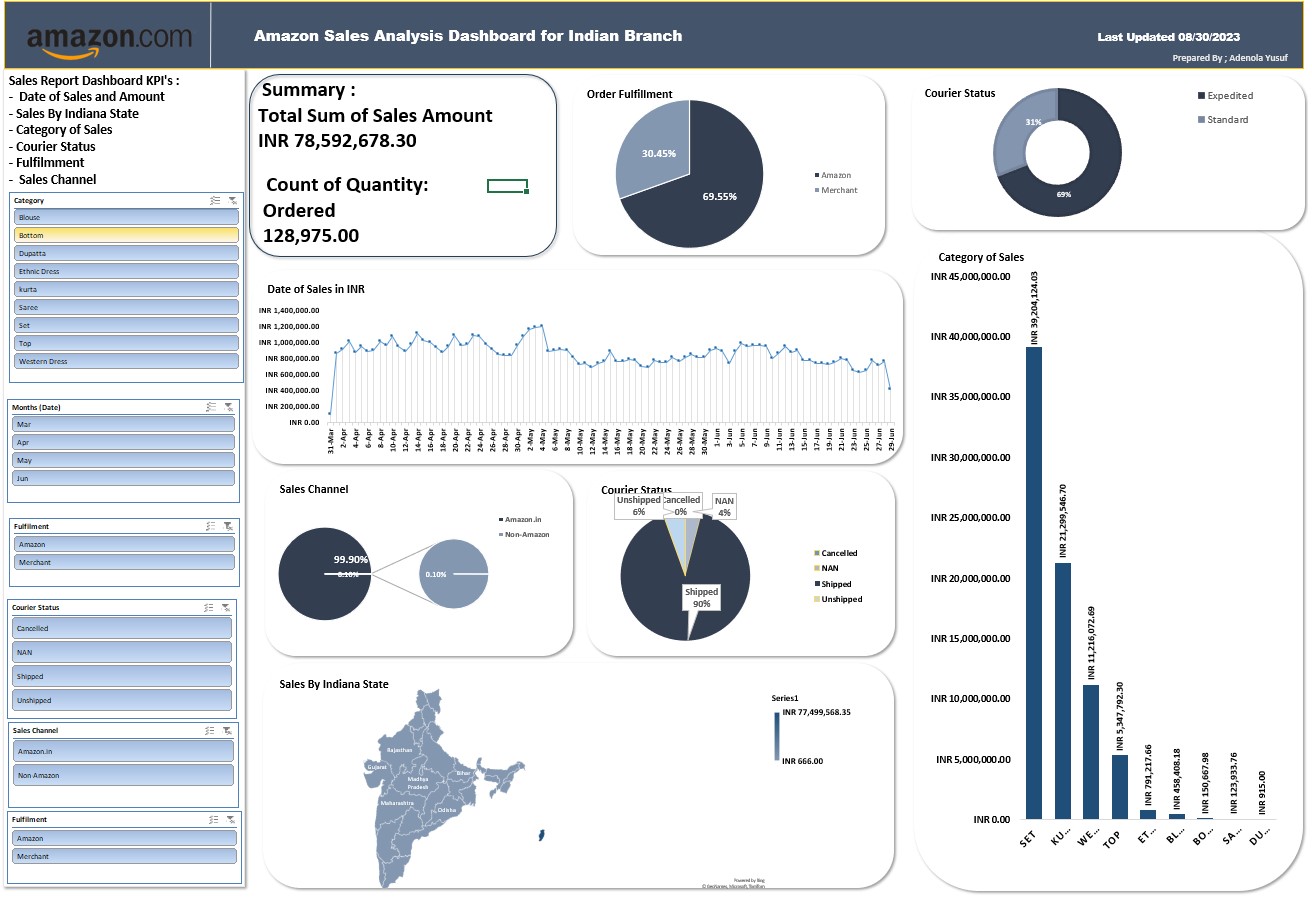 amazon.com
Amazon Sales Analysis Dashboard for Indian Branch
Last Updated 08/30/2023
Prepared By ; Adenola Yusuf
Sales Report Dashboard KPI's :
- Date of Sales and Amount
- Sales By Indiana State
- Category of Sales
- Courier Status
- Fulfilmment
- Sales Channel
Category
Blouse
Bottom
Dupatta
Ethnic Dress
kurta
Saree
Set
Top
Western Dress
Months (Date)
Mar
Apr
May
Jun
Fulfilment
Amazon
Merchant
Courier Status
Cancelled
NAN
Shipped
Unshipped
Sales Channel
Amazon.in
Non-Amazon
Fulfilment
Amazon
Merchant
Summary :
Total Sum of Sales Amount
INR 78,592,678.30
Count of Quantity:
Ordered
128,975.00
Order Fulfillment
30.45%
69.55%
Amazon
Merchant
Courier Status
31%
69%
Expedited
Standard
Date of Sales in INR
INR 1,400,000.00
INR 1,200,000.00
INR 1,000,000.00
INR 800,000.00
INR 600,000.00
INR 400,000.00
INR 200,000.00
INR 0.00
31-Mar
2-Apr
4-Apr
6-Apr
8-Apr
10-Apr
12-Apr
14-Apr
16-Apr
18-Apr
20-Apr
22-Apr
24-Apr
26-Apr
28-Apr
30-Apr
2-May
4-May
6-May
8-May
10-May
12-May
14-May
16-May
18-May
20-May
22-May
24-May
26-May
28-May
30-May
1-Jun
3-Jun
5-Jun
7-Jun
9-Jun
11-Jun
13-Jun
15-Jun
17-Jun
19-Jun
21-Jun
23-Jun
25-Jun
27-Jun
29-Jun
Sales Channel
99.90%
0.10%
0.10%
Amazon.in
Non-Amazon
Courier Status
Unshipped
6%
Cancelled
0%
NAN
4%
Shipped
90%
Cancelled
NAN
Shipped
Unshipped
Sales By Indiana State
Rajasthan
Gujarat
Bihar
Madhya
Pradesh
Maharashtra
Odisha
Series1
INR 77,499,568.35
INR 666.00
Powered by Bing
© GeoNames, Microsoft, TomTom
Category of Sales
INR 45,000,000.00
INR 40,000,000.00
INR 35,000,000.00
INR 30,000,000.00
INR 25,000,000.00
INR 20,000,000.00
INR 15,000,000.00
INR 10,000,000.00
INR 5,000,000.00
INR 0.00
INR 39,204,124.03
INR 21,299,546.70
INR 11,216,072.69
INR 5,347,792.30
INR 791,217.66
INR 458,408.18
INR 150,667.98
INR 123,933.76
INR 915.00
SET
KU...
WE...
TOP
ET...
BL...
BO...
SA...
DU...